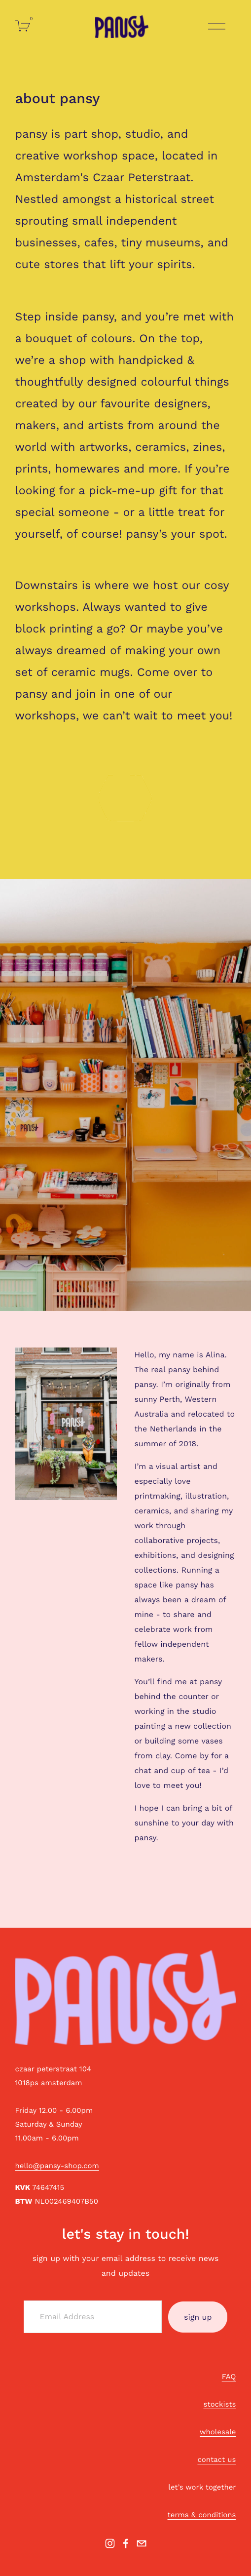 0
PANSY
about pansy
pansy is part shop, studio, and
creative workshop space, located in
Amsterdam's Czaar Peterstraat.
Nestled amongst a historical street
sprouting small independent
businesses, cafes, tiny museums, and
cute stores that lift your spirits.
Step inside pansy, and you're met with
a bouquet of colours. On the top,
we're a shop with handpicked &
thoughtfully designed colourful things
created by our favourite designers,
makers, and artists from around the
world with artworks, ceramics, zines,
prints, homewares and more. If you're
looking for a pick-me-up gift for that
special someone - or a little treat for
yourself, of course! pansy's your spot.
Downstairs is where we host our cosy
workshops. Always wanted to give
block printing a go? Or maybe you've
always dreamed of making your own
set of ceramic mugs. Come over to
pansy and join in one of our
workshops, we can't wait to meet you!
PANSY
PANSY
Hello, my name is Alina.
The real pansy behind
pansy. I'm originally from
sunny Perth, Western
Australia and relocated to
the Netherlands in the
summer of 2018.
I'm a visual artist and
especially love
printmaking, illustration,
ceramics, and sharing my
work through
collaborative projects,
exhibitions, and designing
collections. Running a
space like pansy has
always been a dream of
mine - to share and
celebrate work from
fellow independent
makers.
You'll find me at pansy
behind the counter or
working in the studio
painting a new collection
or building some vases
from clay. Come by for a
chat and cup of tea - I'd
love to meet you!
I hope I can bring a bit of
sunshine to your day with
pansy.
PANSY
czaar peterstraat 104
1018ps amsterdam
Friday 12.00 - 6.00pm
Saturday & Sunday
11.00am - 6.00pm
hello@pansy-shop.com
KVK 74647415
BTW NL002469407B50
let's stay in touch!
sign up with your email address to receive news
and updates
Email Address
sign up
FAQ
stockists
wholesale
contact us
let's work together
terms & conditions